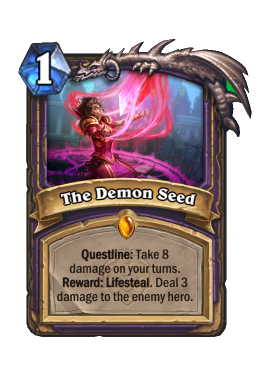 1
The Demon Seed
Questline: Take 8
damage on your turns.
Reward: Lifesteal. Deal 3
damage to the enemy hero.